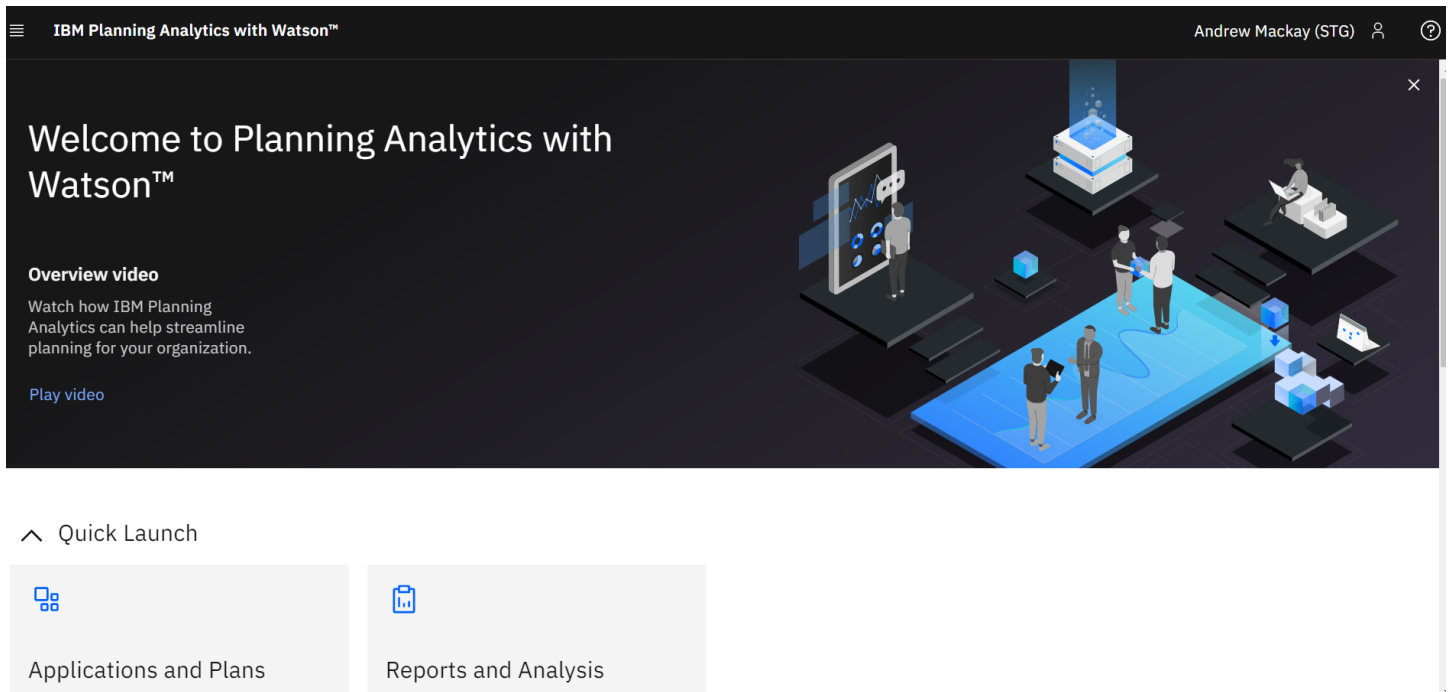 IBM Planning Analytics with Watson™
Andrew Mackay (STG)
Welcome to Planning Analytics with
Watson™
Overview video
Watch how IBM Planning
Analytics can help streamline
planning for your organization.
Play video
Quick Launch
Applications and Plans
Reports and Analysis